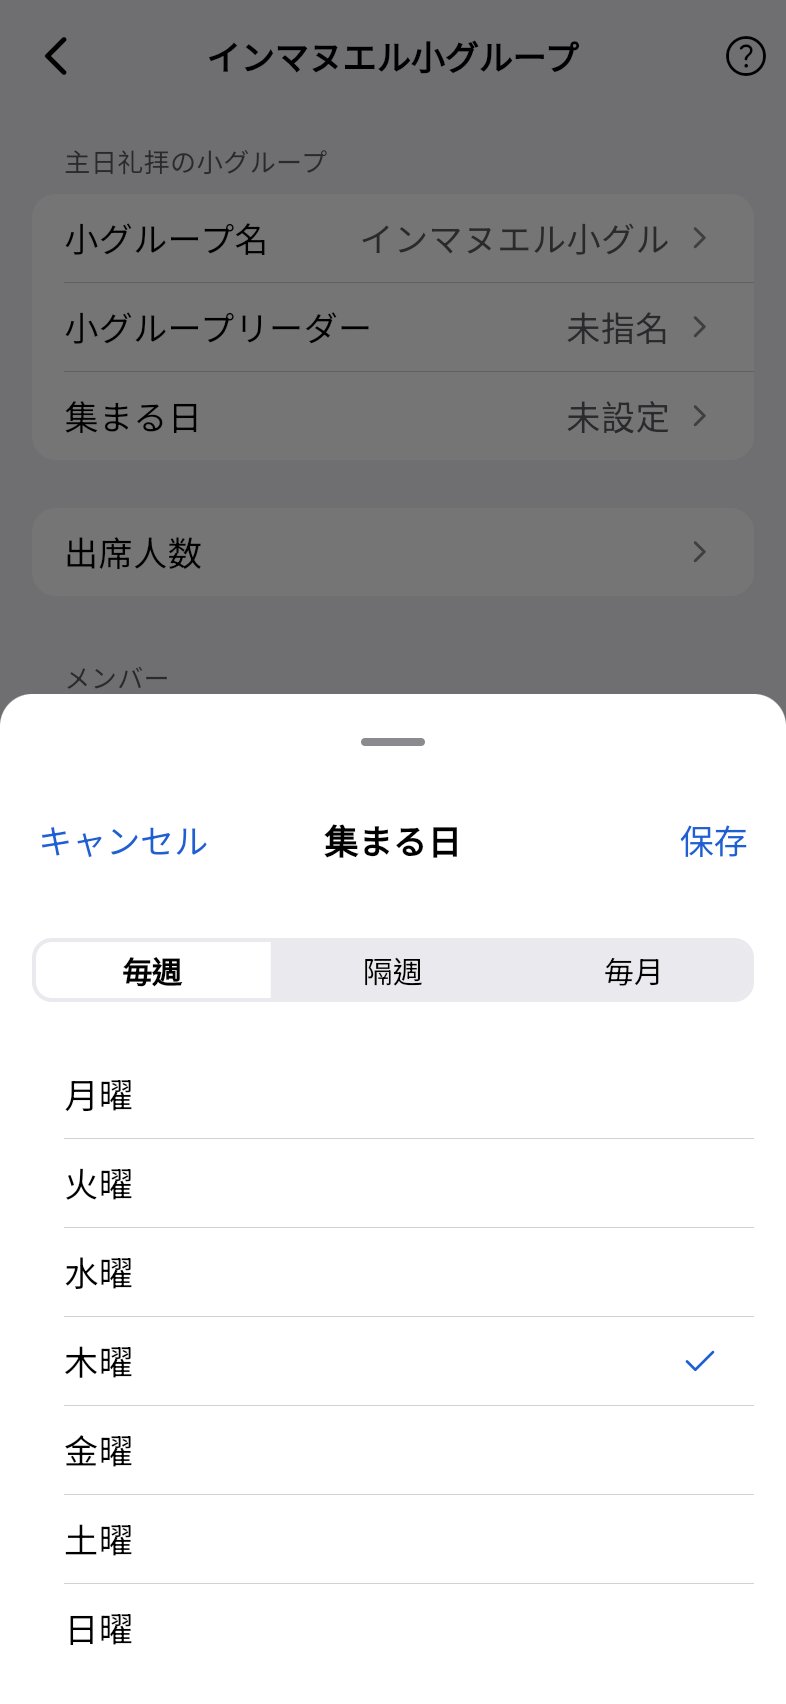 インマヌエル小グループ
主日礼拝の小グループ
小グループ名 インマヌエル小グル
小グループリーダー 未指名
集まる日 未設定
出席人数
メンバー
キャンセル 集まる日 保存
毎週 隔週 毎月
月曜
火曜
水曜
木曜
金曜
土曜
日曜